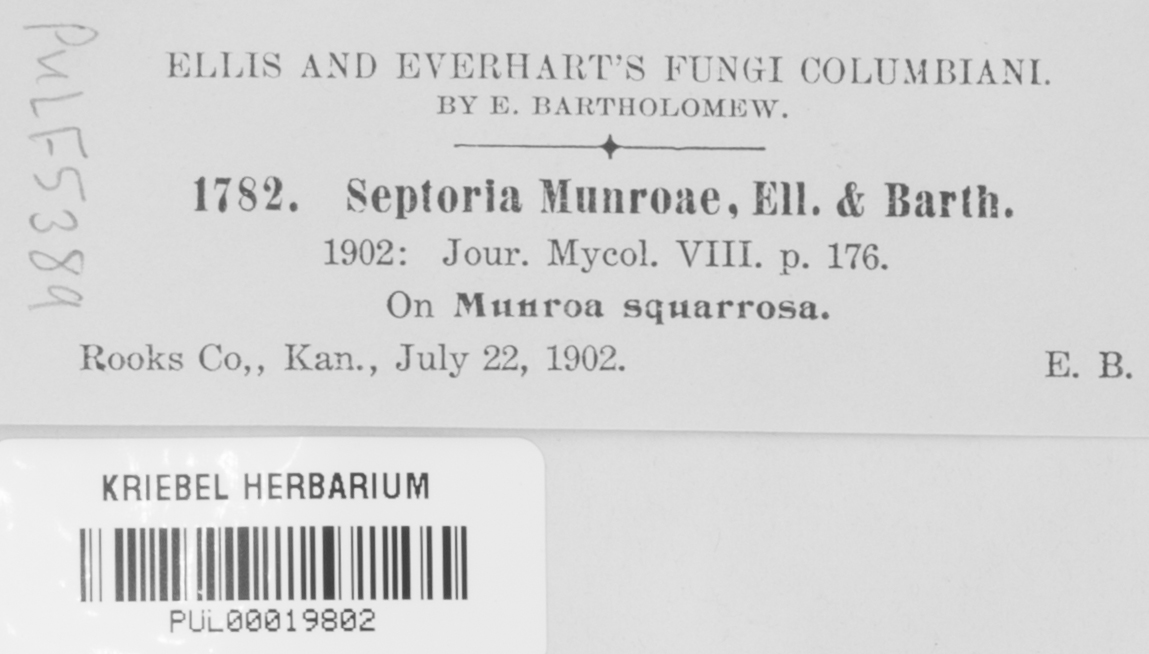 PULF5389
ELLIS AND EVERHART'S FUNGI COLUMBIANI.
BY E. BARTHOLOMEW.
1782. Septoria Munroae, Ell. & Barth.
1902: Jour. Mycol. VIII. p. 176.
On Munroa squarrosa.
Rooks Co,, Kan., July 22, 1902. E. B.
KRIEBEL HERBARIUM
PUL00019802